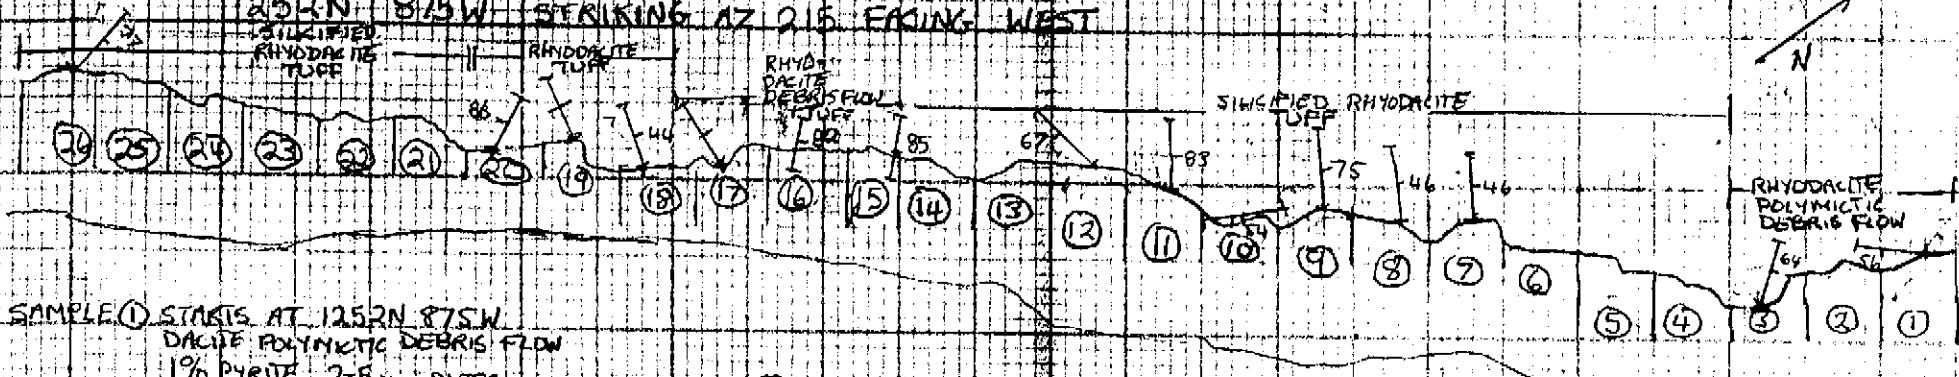 252N 875W STRIKING AZ 215 FACING WEST
N
SILICIFIED
RHYODACITE
TUFF
RHYODACITE
TUFF
RHYO-
DACITE
DEBRIS FLOW
TUFF
SILICIFIED RHYODACITE
TUFF
RHYODACITE
POLYMICTIC
DEBRIS FLOW
86
44
82
85
67
83
54
75
46
46
64
56
26 25 24 23 22 21 20 19 18 17 16 15 14 13 12 11 10 9 8 7 6 5 4 3 2 1
SAMPLE 1 STARTS AT 1252N 875W
DACITE POLYMICTIC DEBRIS FLOW
1% PYRITE